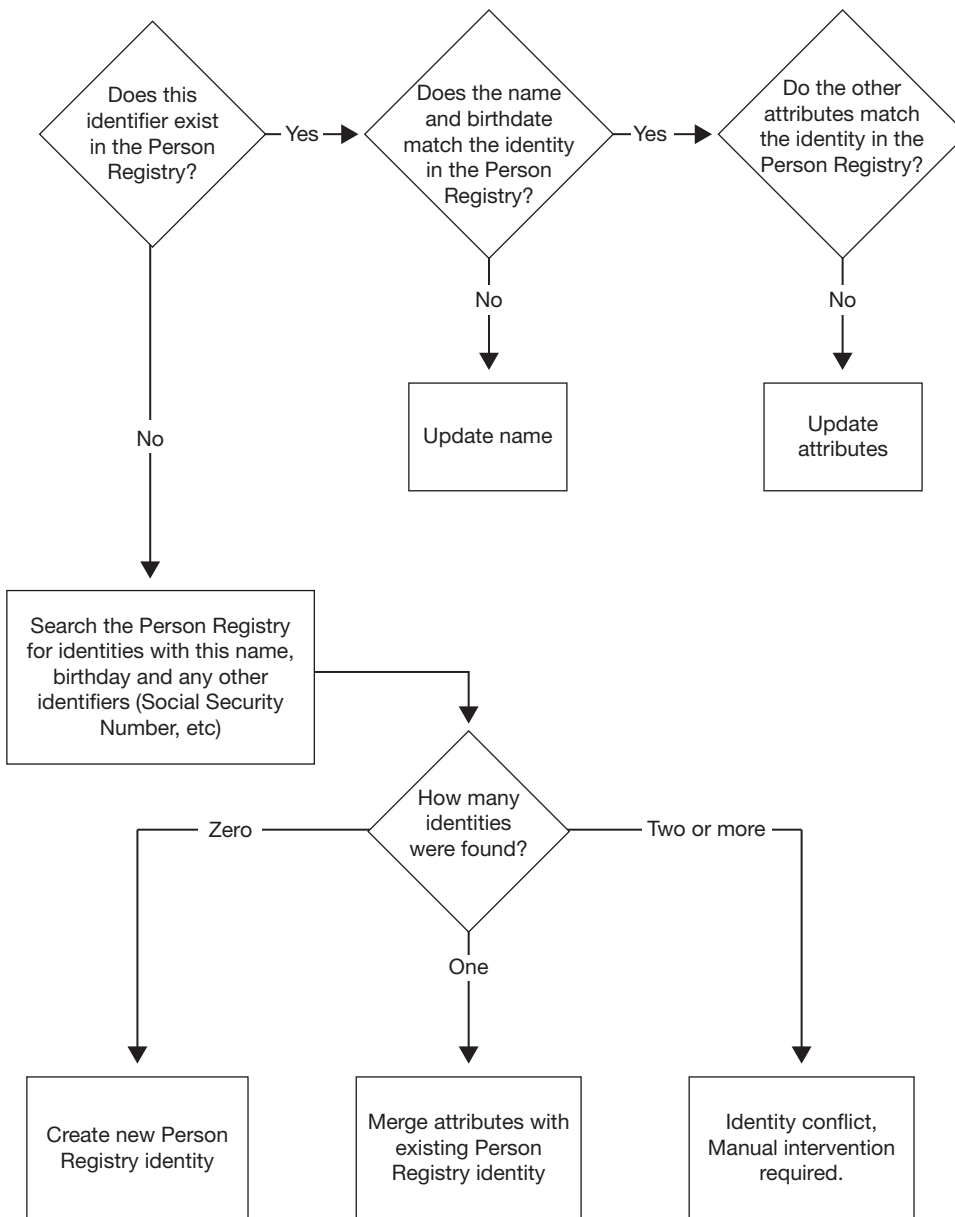 Does this
identifier exist
in the Person
Registry?
Yes
Does the name
and birthdate
match the identity
in the Person
Registry?
Yes
Do the other
attributes match
the identity in the
Person Registry?
No
No
No
Update name
Update
attributes
Search the Person Registry
for identities with this name,
birthday and any other
identifiers (Social Security
Number, etc)
How many
identities
were found?
Zero
Two or more
One
Create new Person
Registry identity
Merge attributes with
existing Person
Registry identity
Identity conflict,
Manual intervention
required.